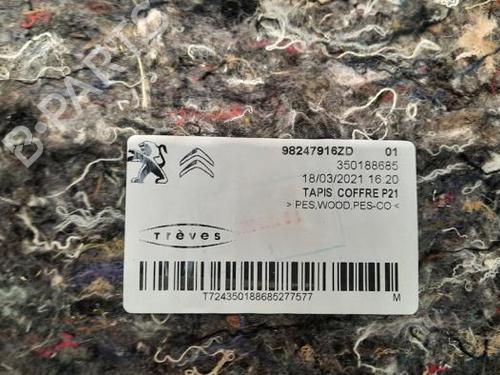 B-PARTS
98247916ZD 01
350188685
18/03/2021 16:20
TAPIS COFFRE P21
> PES,WOOD,PES-CO <
Trèves
T724350188685277577 M